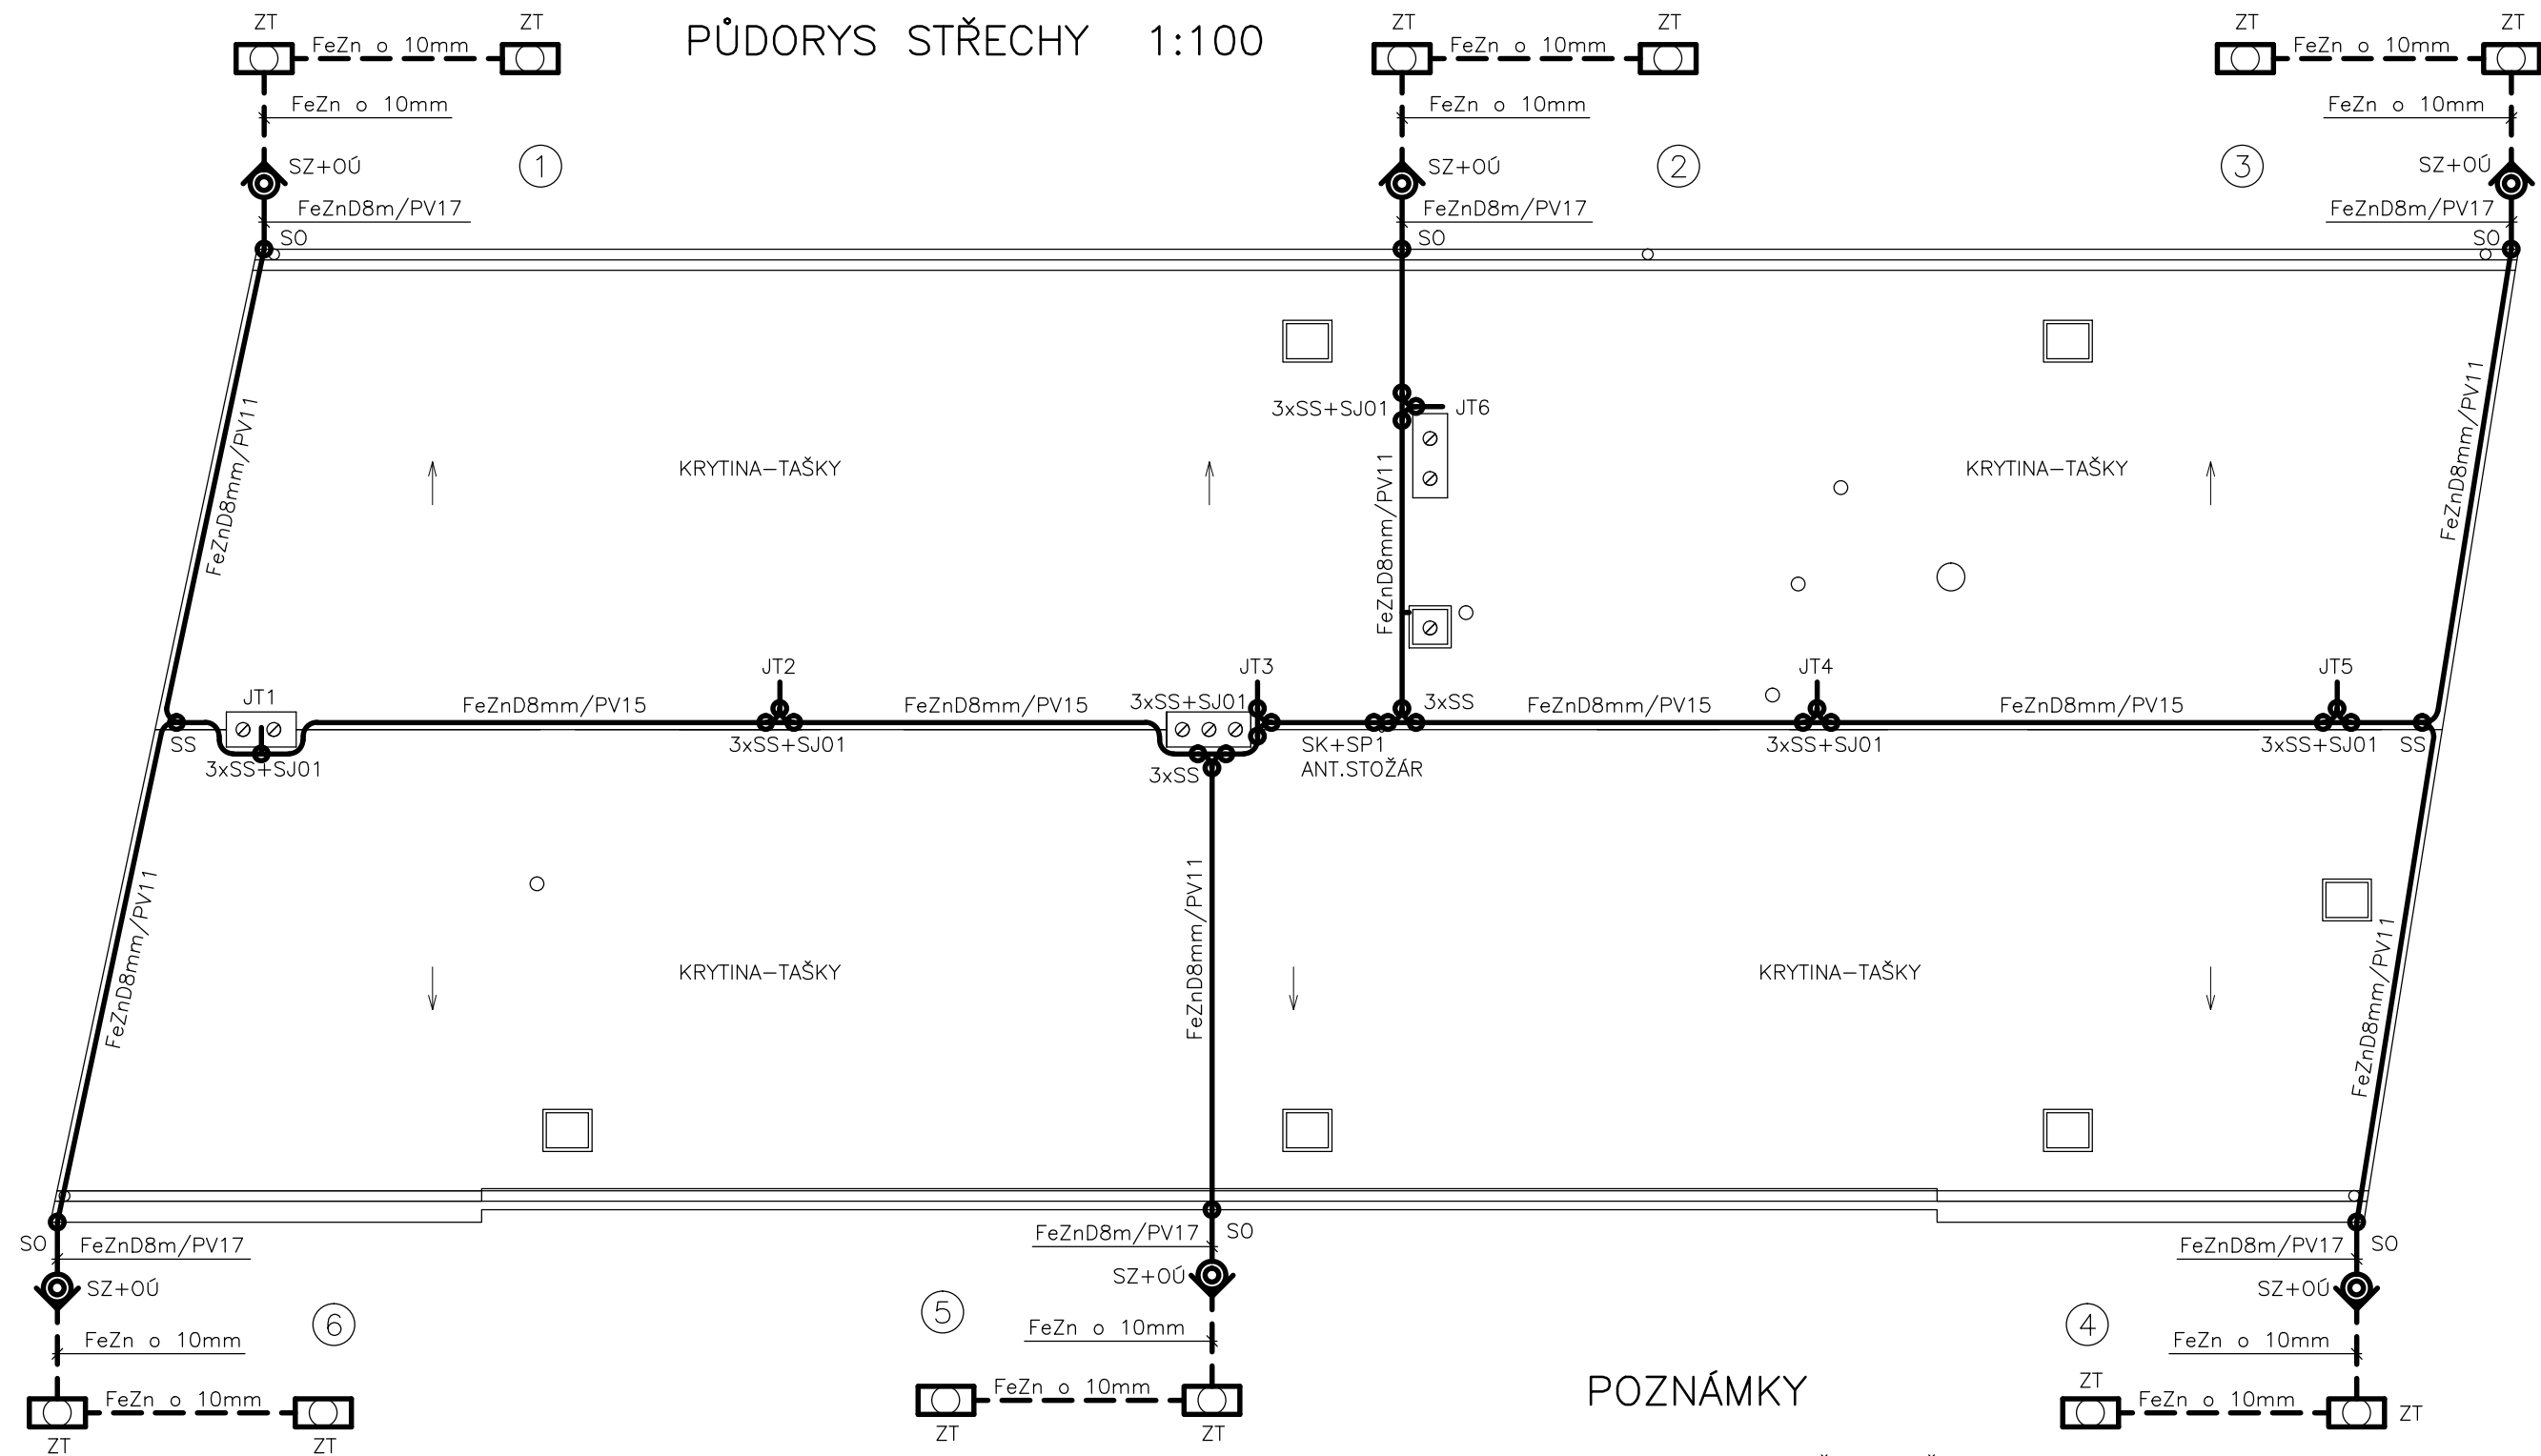 ZT
ZT
PŮDORYS STŘECHY 1:100
ZT
ZT
ZT
ZT
FeZn o 10mm
FeZn o 10mm
FeZn o 10mm
FeZn o 10mm
FeZn o 10mm
FeZn o 10mm
SZ+OÚ
1
SZ+OÚ
2
3
SZ+OÚ
FeZnD8m/PV17
FeZnD8m/PV17
FeZnD8m/PV17
SO
SO
SO
3xSS+SJ01
JT6
FeZnD8mm/PV11
FeZnD8mm/PV11
FeZnD8mm/PV11
KRYTINA-TAŠKY
KRYTINA-TAŠKY
JT1
JT2
JT3
JT4
JT5
FeZnD8mm/PV15
FeZnD8mm/PV15
3xSS+SJ01
3xSS
FeZnD8mm/PV15
FeZnD8mm/PV15
SS
3xSS+SJ01
3xSS+SJ01
3xSS
SK+SP1
ANT.STOŽÁR
3xSS+SJ01
3xSS+SJ01
SS
FeZnD8mm/PV11
FeZnD8mm/PV11
FeZnD8mm/PV11
KRYTINA-TAŠKY
KRYTINA-TAŠKY
SO
FeZnD8m/PV17
FeZnD8m/PV17
SO
FeZnD8m/PV17
SO
SZ+OÚ
SZ+OÚ
SZ+OÚ
6
5
4
FeZn o 10mm
FeZn o 10mm
FeZn o 10mm
FeZn o 10mm
FeZn o 10mm
POZNÁMKY
ZT
FeZn o 10mm
ZT
ZT
ZT
ZT
ZT